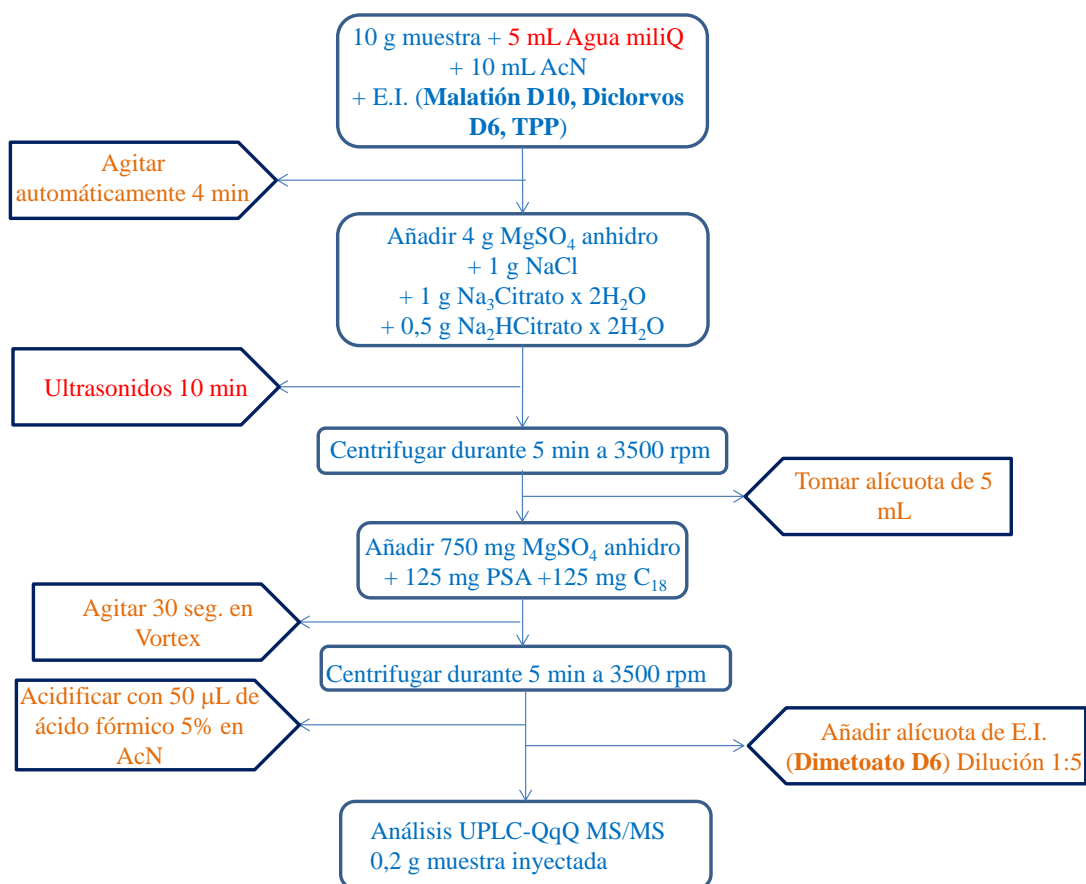 10 g muestra + 5 mL Agua miliQ
+ 10 mL AcN
+ E.I. (Malatión D10, Diclorvos
D6, TPP)
Agitar
automáticamente 4 min
Añadir 4 g MgSO₄ anhidro
+ 1 g NaCl
+ 1 g Na₃Citrato x 2H₂O
+ 0,5 g Na₂HCitrato x 2H₂O
Ultrasonidos 10 min
Centrifugar durante 5 min a 3500 rpm
Tomar alícuota de 5
mL
Añadir 750 mg MgSO₄ anhidro
+ 125 mg PSA +125 mg C₁₈
Agitar 30 seg. en
Vortex
Centrifugar durante 5 min a 3500 rpm
Acidificar con 50 μL de
ácido fórmico 5% en
AcN
Añadir alícuota de E.I.
(Dimetoato D6) Dilución 1:5
Análisis UPLC-QqQ MS/MS
0,2 g muestra inyectada